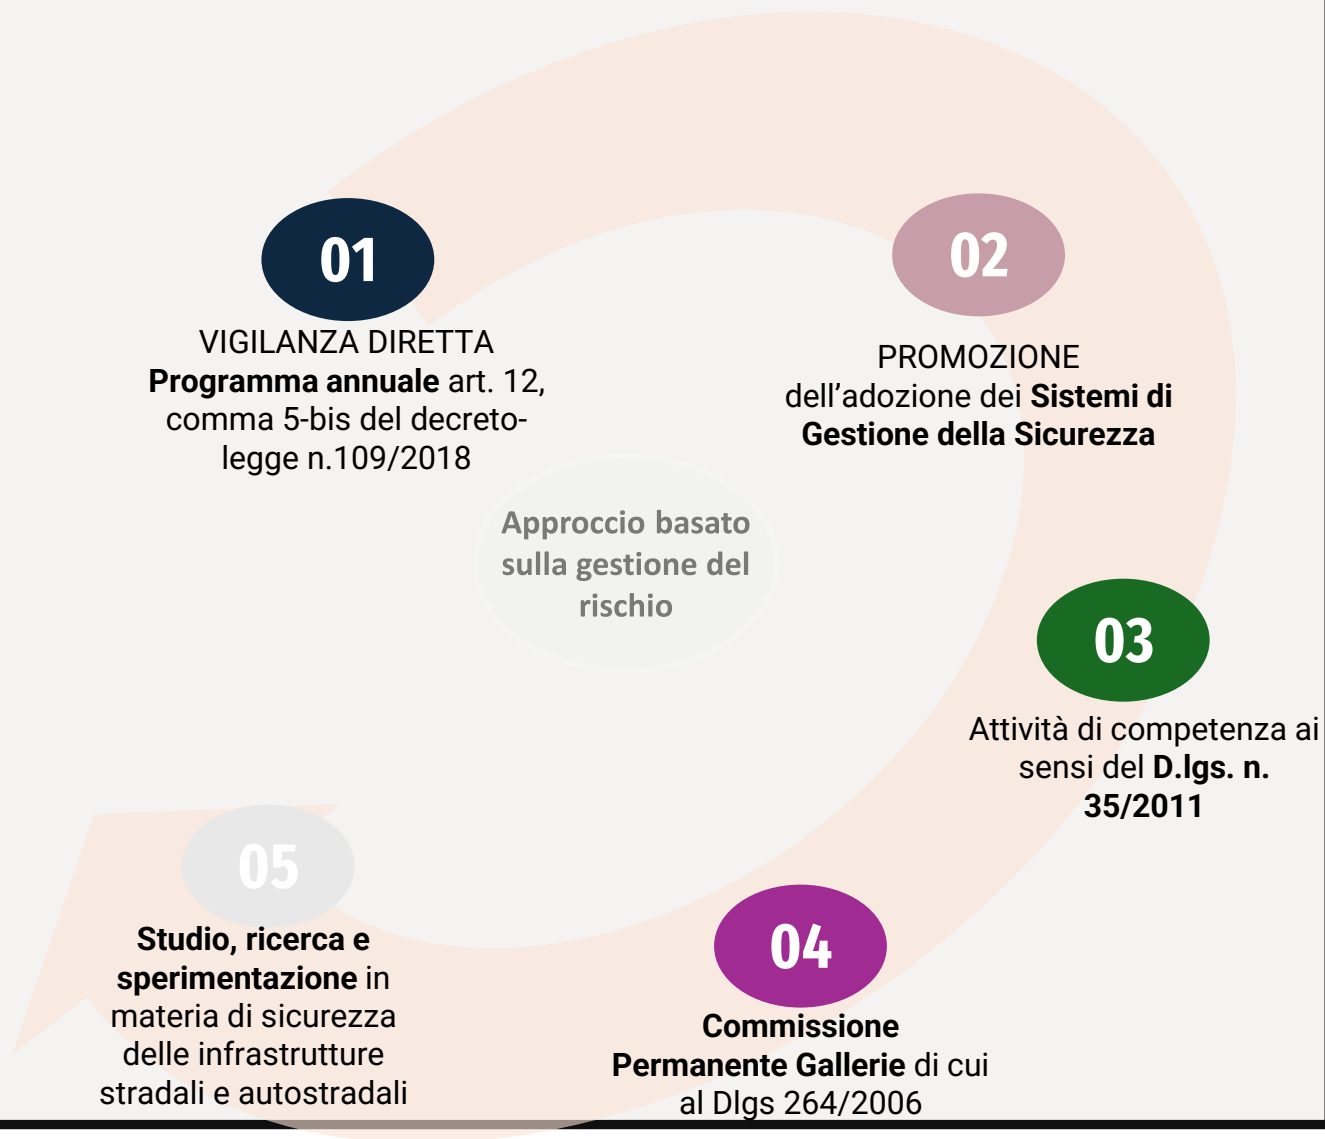 01
VIGILANZA DIRETTA
Programma annuale art. 12,
comma 5-bis del decreto-
legge n.109/2018
02
PROMOZIONE
dell’adozione dei Sistemi di
Gestione della Sicurezza
Approccio basato
sulla gestione del
rischio
03
Attività di competenza ai
sensi del D.lgs. n.
35/2011
04
Commissione
Permanente Gallerie di cui
al Dlgs 264/2006
05
Studio, ricerca e
sperimentazione in
materia di sicurezza
delle infrastrutture
stradali e autostradali